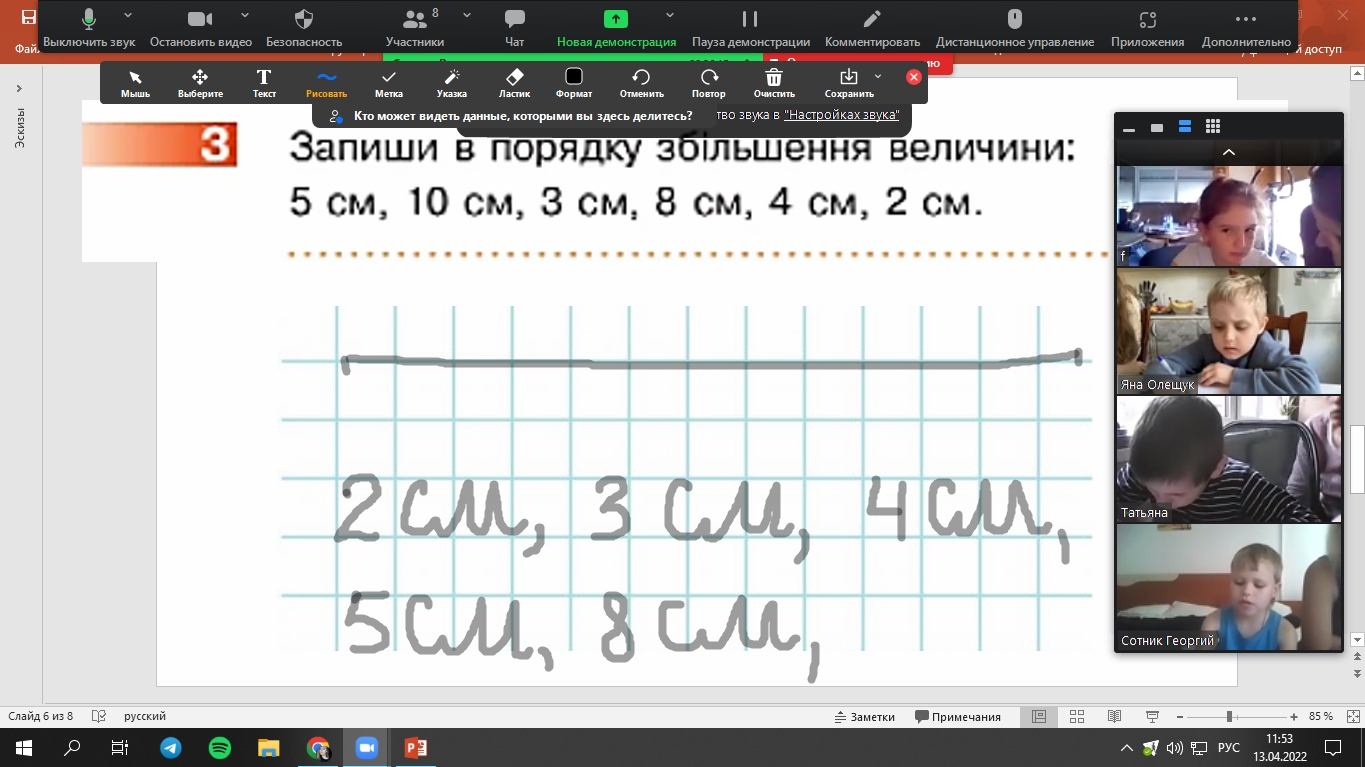 8
Выключить звук Остановить видео Безопасность Участники Чат Новая демонстрация Пауза демонстрации Комментировать Дистанционное управление Приложения Дополнительно
Мышь Выберите Текст Рисовать Метка Указка Ластик Формат Отменить Повтор Очистить Сохранить
Кто может видеть данные, которыми вы здесь делитесь? тво звука в "Настройках звука"
Эскизы
3 Запиши в порядку збільшення величини:
5 см, 10 см, 3 см, 8 см, 4 см, 2 см.
2 см, 3 см, 4 см,
5 см, 8 см,
f
Яна Олещук
Татьяна
Сотник Георгий
Слайд 6 из 8 русский Заметки Примечания 85 %
РУС 11:53
13.04.2022